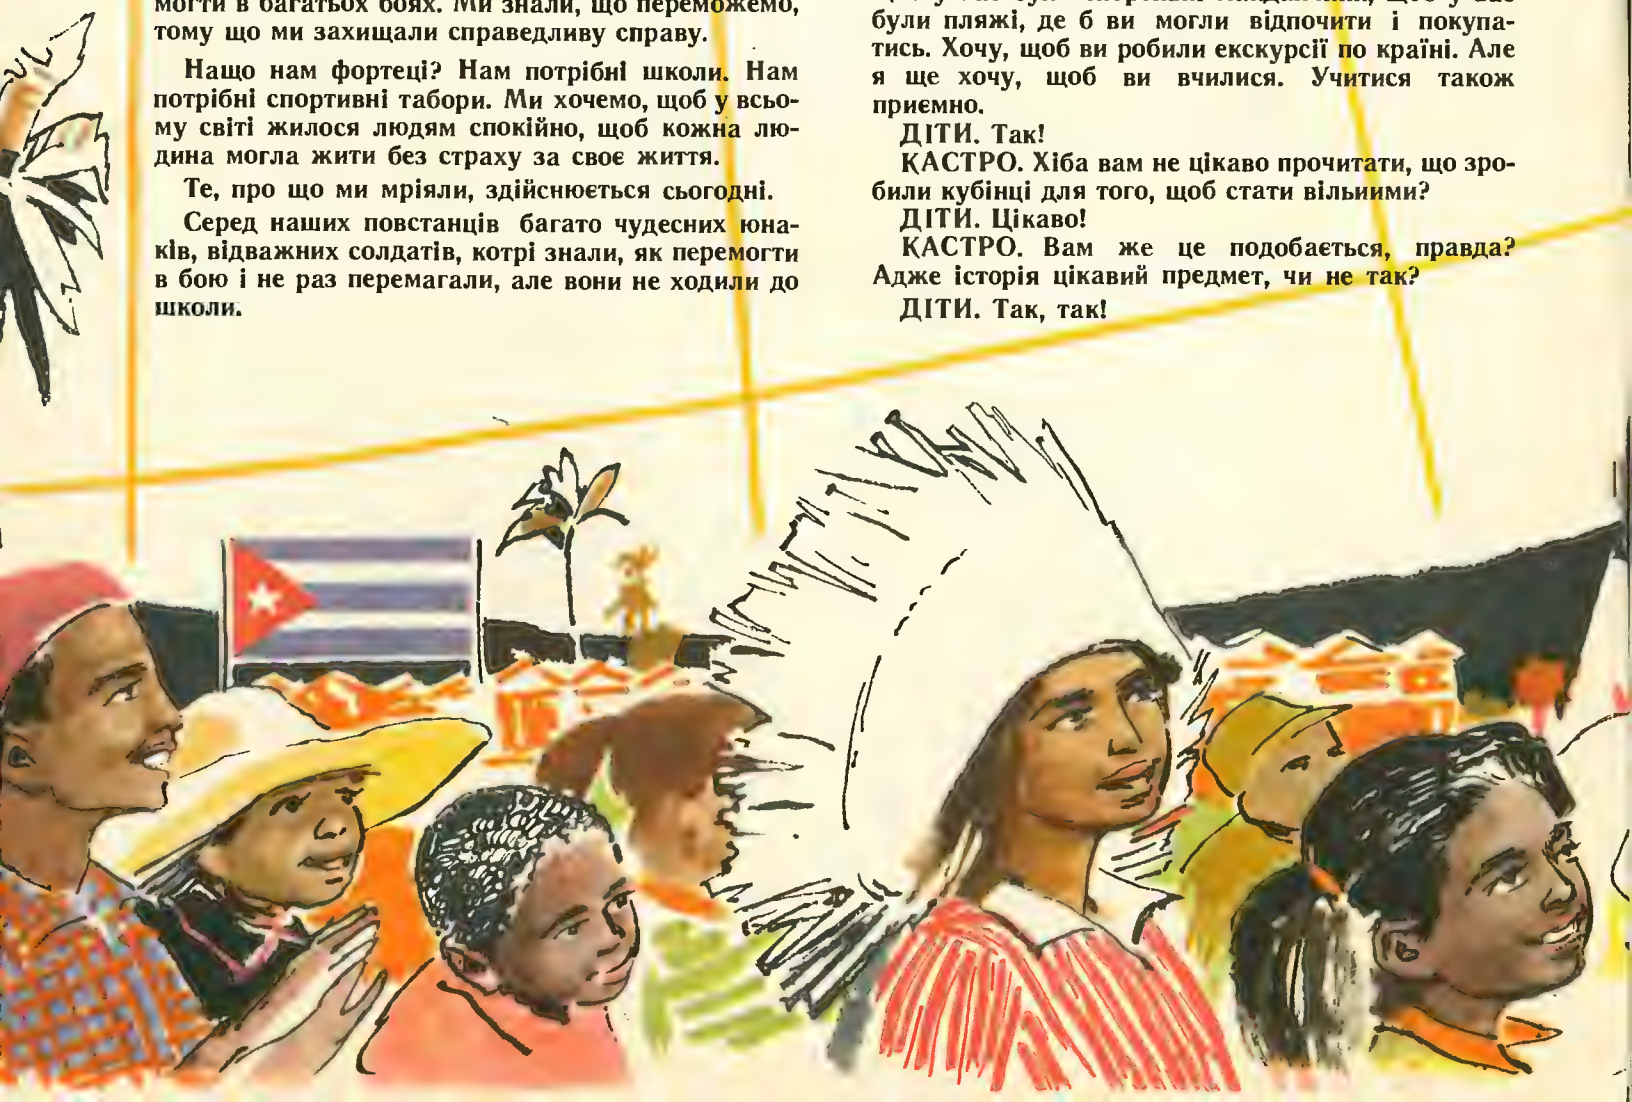 могти в багатьох боях. Ми знали, що переможемо,
тому що ми захищали справедливу справу.
Нащо нам фортеці? Нам потрібні школи. Нам
потрібні спортивні табори. Ми хочемо, щоб у всьо-
му світі жилося людям спокійно, щоб кожна лю-
дина могла жити без страху за своє життя.
Те, про що ми мріяли, здійснюється сьогодні.
Серед наших повстанців багато чудесних юна-
ків, відважних солдатів, котрі знали, як перемогти
в бою і не раз перемагали, але вони не ходили до
школи.
були пляжі, де б ви могли відпочити і покупа-
тись. Хочу, щоб ви робили екскурсії по країні. Але
я ще хочу, щоб ви вчилися. Учитися також
приємно.
ДІТИ. Так!
КАСТРО. Хіба вам не цікаво прочитати, що зро-
били кубінці для того, щоб стати вільними?
ДІТИ. Цікаво!
КАСТРО. Вам же це подобається, правда?
Адже історія цікавий предмет, чи не так?
ДІТИ. Так, так!